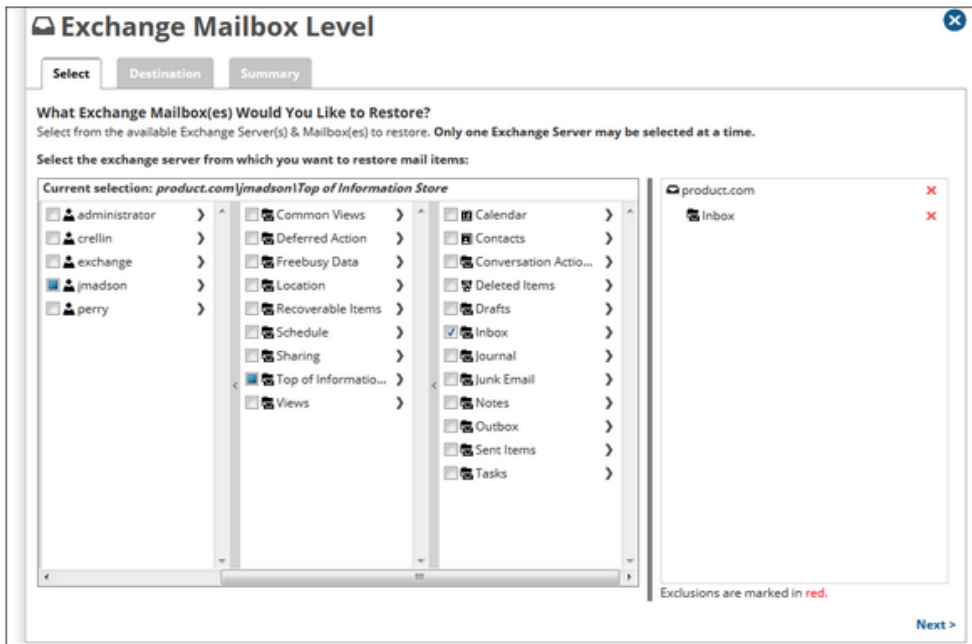 Exchange Mailbox Level
Select Destination Summary
What Exchange Mailbox(es) Would You Like to Restore?
Select from the available Exchange Server(s) & Mailbox(es) to restore. Only one Exchange Server may be selected at a time.
Select the exchange server from which you want to restore mail items:
Current selection: product.com\jmadson\Top of Information Store
administrator
crellin
exchange
jmadson
perry
Common Views
Deferred Action
Freebusy Data
Location
Recoverable Items
Schedule
Sharing
Top of Informatio...
Views
Calendar
Contacts
Conversation Actio...
Deleted Items
Drafts
Inbox
Journal
Junk Email
Notes
Outbox
Sent Items
Tasks
product.com
Inbox
Exclusions are marked in red.
Next >